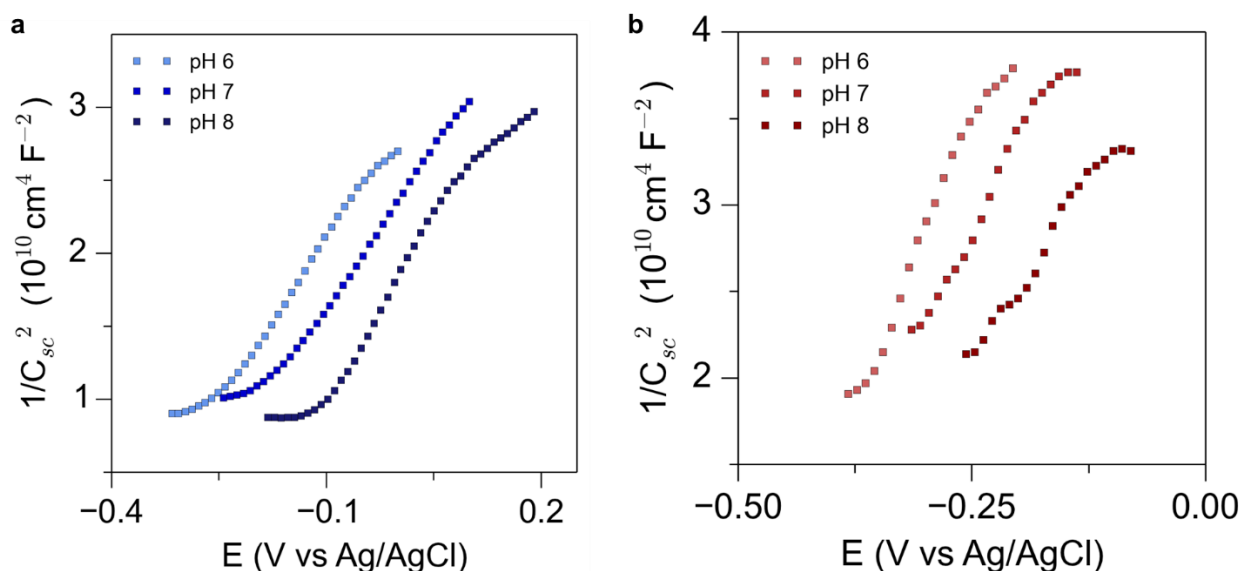 a
pH 6
pH 7
pH 8
1/C_sc^2 (10^10 cm^4 F^−2)
3
2
1
−0.4
−0.1
0.2
E (V vs Ag/AgCl)
b
pH 6
pH 7
pH 8
1/C_sc^2 (10^10 cm^4 F^−2)
4
3
2
−0.50
−0.25
0.00
E (V vs Ag/AgCl)